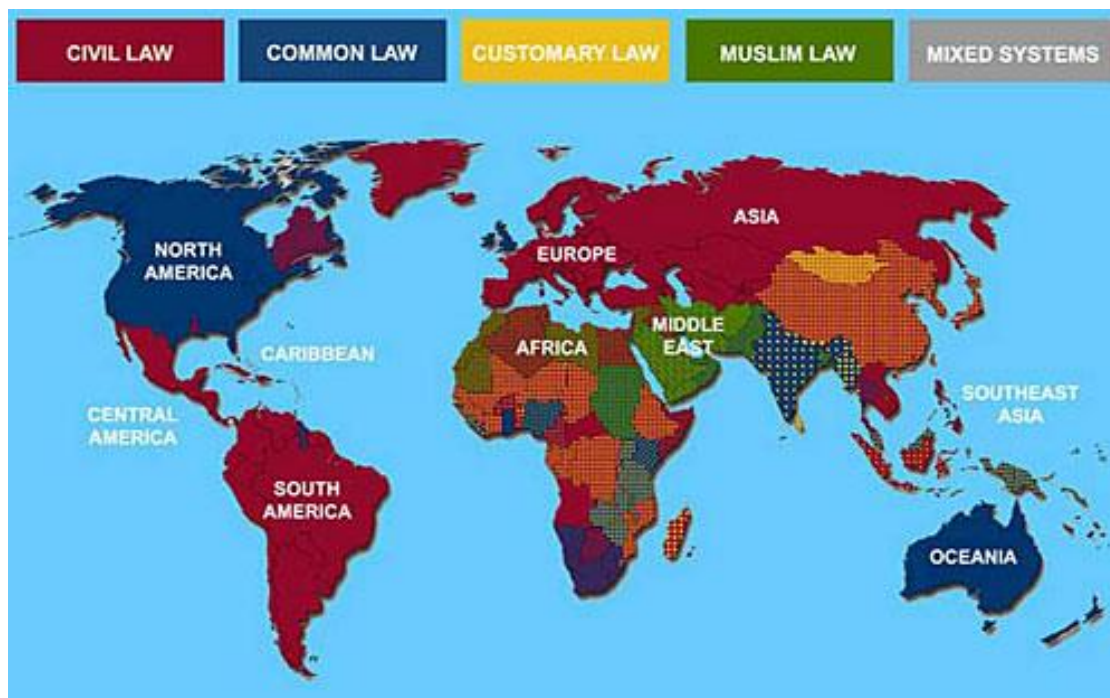 CIVIL LAW
COMMON LAW
CUSTOMARY LAW
MUSLIM LAW
MIXED SYSTEMS
ASIA
NORTH
AMERICA
EUROPE
MIDDLE
EAST
CARIBBEAN
AFRICA
CENTRAL
AMERICA
SOUTHEAST
ASIA
SOUTH
AMERICA
OCEANIA